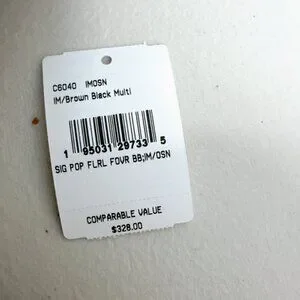 C6040 IMOSN
IM/Brown Black Multi
1 95031 29733 5
SIG POP FLRL FOVR BB;IM/OSN
COMPARABLE VALUE
$328.00